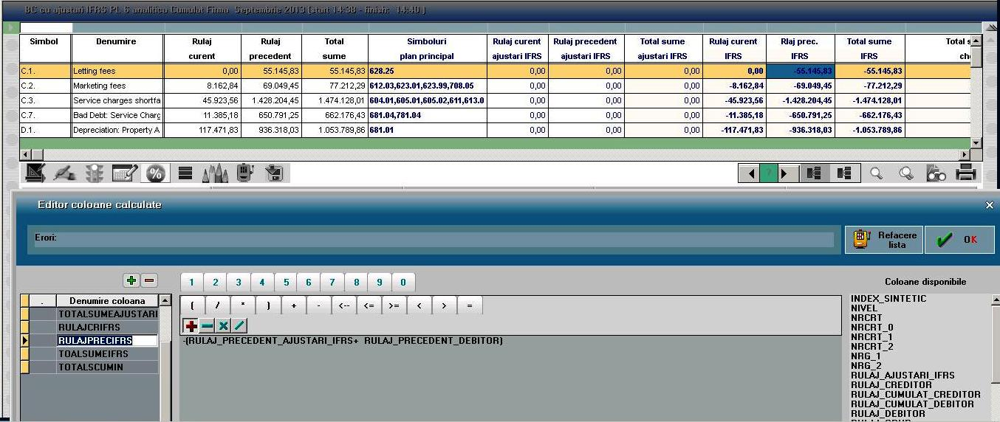 BC cu ajustari IFRS PL 6 analitica Cumulat Firma Septembrie 2013 (start 14:38 - finish: 14:40 )
Simbol Denumire Rulaj curent Rulaj precedent Total sume Simboluri plan principal Rulaj curent ajustari IFRS Rulaj precedent ajustari IFRS Total sume ajustari IFRS Rulaj curent IFRS Rlaj prec. IFRS Total sume IFRS Total s ch
C.1. Letting fees 0,00 55.145,83 55.145,83 628.25 0,00 0,00 0,00 0,00 -55.145,83 -55.145,83
C.2. Marketing fees 8.162,84 69.049,45 77.212,29 612.03,623.01,623.99,708.05 0,00 0,00 0,00 -8.162,84 -69.049,45 -77.212,29
C.3. Service charges shortfa 45.923,56 1.428.204,45 1.474.128,01 604.01,605.01,605.02,611,613.0 0,00 0,00 0,00 -45.923,56 -1.428.204,45 -1.474.128,01
C.7. Bad Debt: Service Charg 11.385,18 650.791,25 662.176,43 681.04,781.04 0,00 0,00 0,00 -11.385,18 -650.791,25 -662.176,43
D.1. Depreciation: Property A 117.471,83 936.318,03 1.053.789,86 681.01 0,00 0,00 0,00 -117.471,83 -936.318,03 -1.053.789,86
%
?
Editor coloane calculate
Erori:
Refacere lista
OK
1 2 3 4 5 6 7 8 9 0
Coloane disponibile
. Denumire coloana
TOTALSUMEAJUSTARI
RULAJCRIFRS
RULAJPRECIFRS
TOALSUMEIFRS
TOTALSCUMIN
( / * ) + - <-- <= >= < > =
-(RULAJ_PRECEDENT_AJUSTARI_IFRS+ RULAJ_PRECEDENT_DEBITOR)
INDEX_SINTETIC
NIVEL
NRCRT
NRCRT_0
NRCRT_1
NRCRT_2
NRG_1
NRG_2
RULAJ_AJUSTARI_IFRS
RULAJ_CREDITOR
RULAJ_CUMULAT_CREDITOR
RULAJ_CUMULAT_DEBITOR
RULAJ_DEBITOR